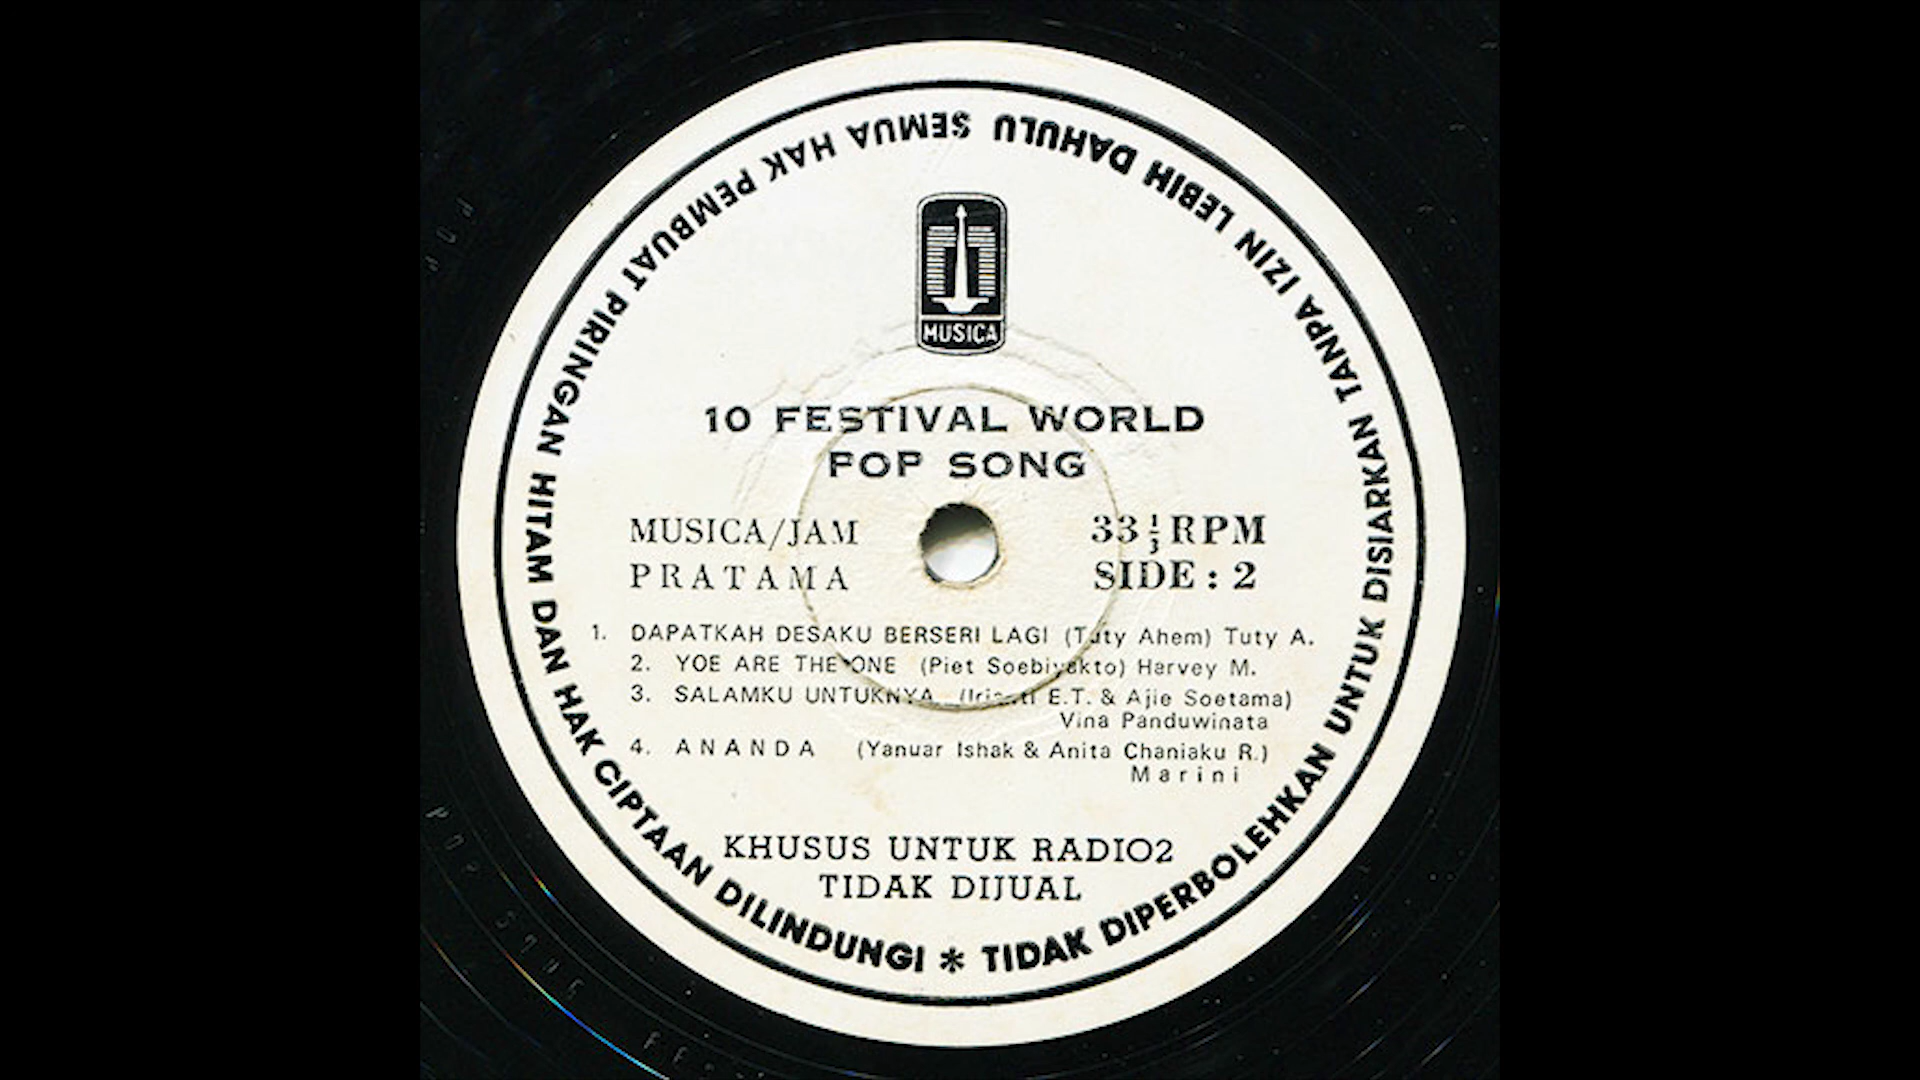 SEMUA HAK PEMBUAT PIRINGAN HITAM DAN HAK CIPTAAN DILINDUNGI * TIDAK DIPERBOLEHKAN UNTUK DISIARKAN TANPA IZIN LEBIH DAHULU
MUSICA
10 FESTIVAL WORLD
POP SONG
MUSICA/JAM 33 1/3 RPM
PRATAMA SIDE : 2
1. DAPATKAH DESAKU BERSERI LAGI (Tuty Ahem) Tuty A.
2. YOE ARE THE ONE (Piet Soebiyakto) Harvey M.
3. SALAMKU UNTUKNYA E.T. & Ajie Soetama)
Vina Panduwinata
4. ANANDA (Yanuar Ishak & Anita Chaniaku R.)
Marini
KHUSUS UNTUK RADIO2
TIDAK DIJUAL